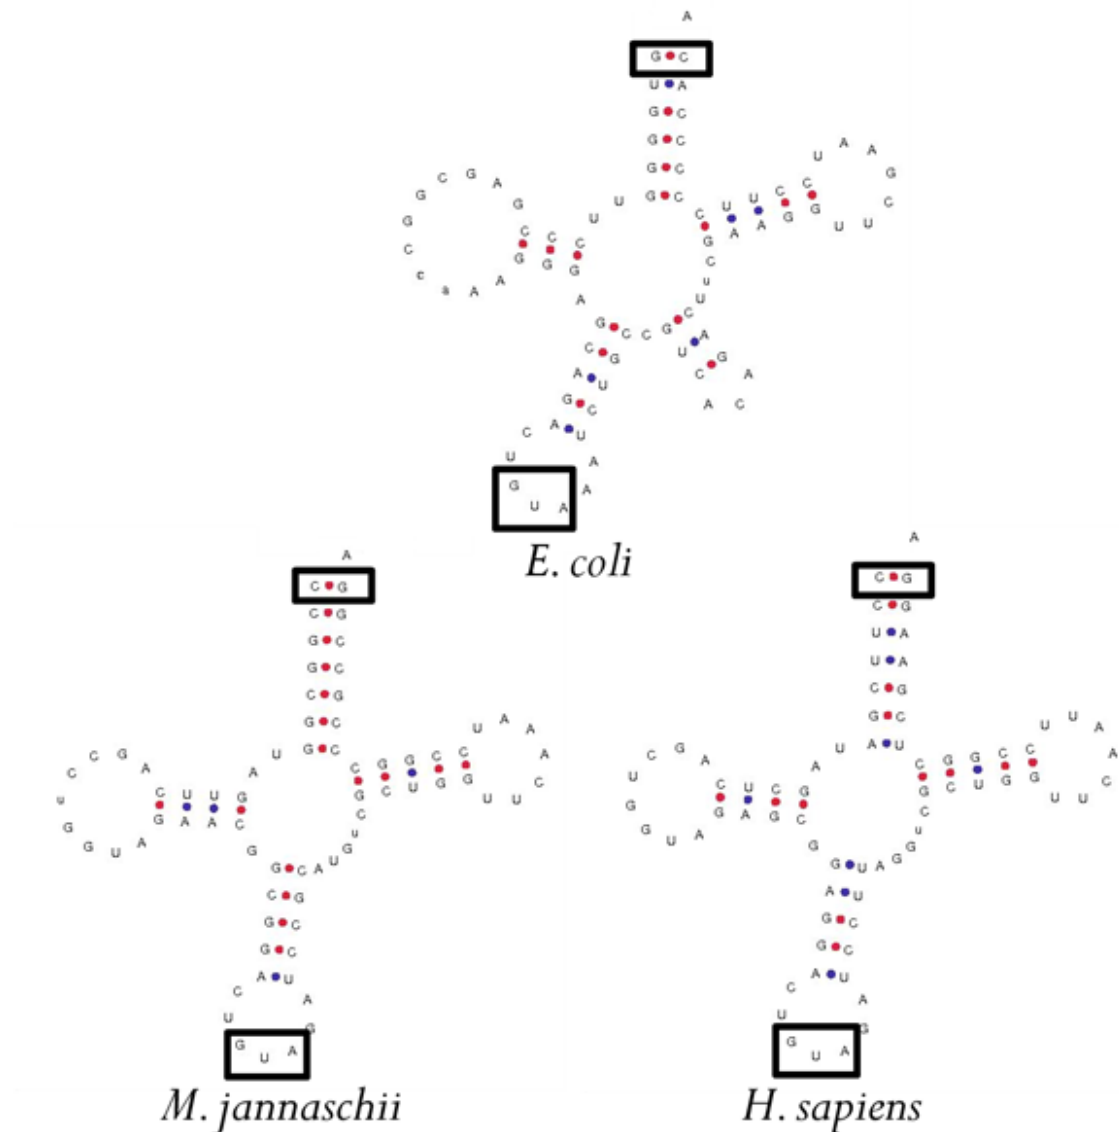 A
G C
U A
G C
G C
G C
G C
U U
G A G C G G C C c a A A
C C C
G G G
A
G C
C G
A U
G C
A U
C U G U A
A A
C C G
C A G A C A C U
U u C G
C U U C C U A A G C U U G G A A
E. coli
A
C G
C G
G C
G C
C G
G C
G C
U A
G U U C A G C C u G G U A G A A C
G
G C
C G
G C
G C
A U
C U G U A G A
A U G u C G
C G G C C U A A A C U U G G U C
M. jannaschii
A
C G
C G
U A
U A
C G
G C
A U
U A
G C U C A G C U G G U A G A G C
G
G U
A U
G C
G C
A U
C U G U A G A
A G G u C G
C G G C C U U A A C U U G G U C
H. sapiens